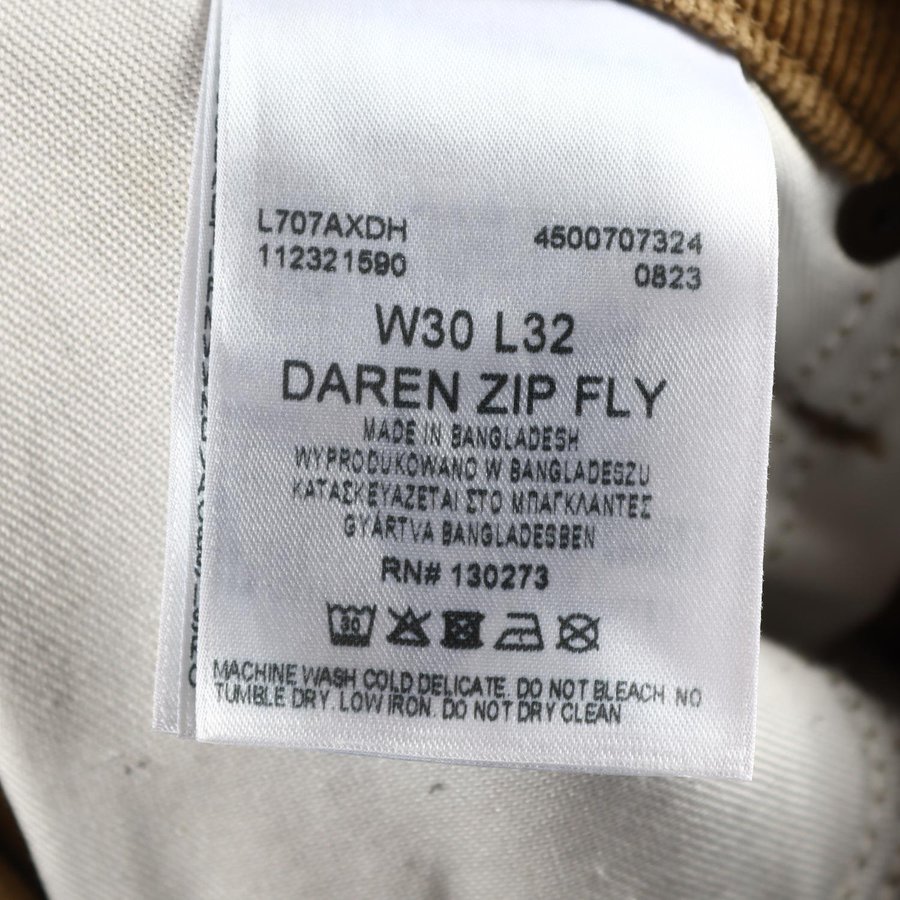 L707AXDH 4500707324
112321590 0823
W30 L32
DAREN ZIP FLY
MADE IN BANGLADESH
WYPRODUKOWANO W BANGLADESZU
ΚΑΤΑΣΚΕΥΑΖΕΤΑΙ ΣΤΟ ΜΠΑΓΚΛΑΝΤΕΣ
GYÁRTVA BANGLADESBEN
RN# 130273
30
MACHINE WASH COLD DELICATE. DO NOT BLEACH NO
TUMBLE DRY. LOW IRON. DO NOT DRY CLEAN